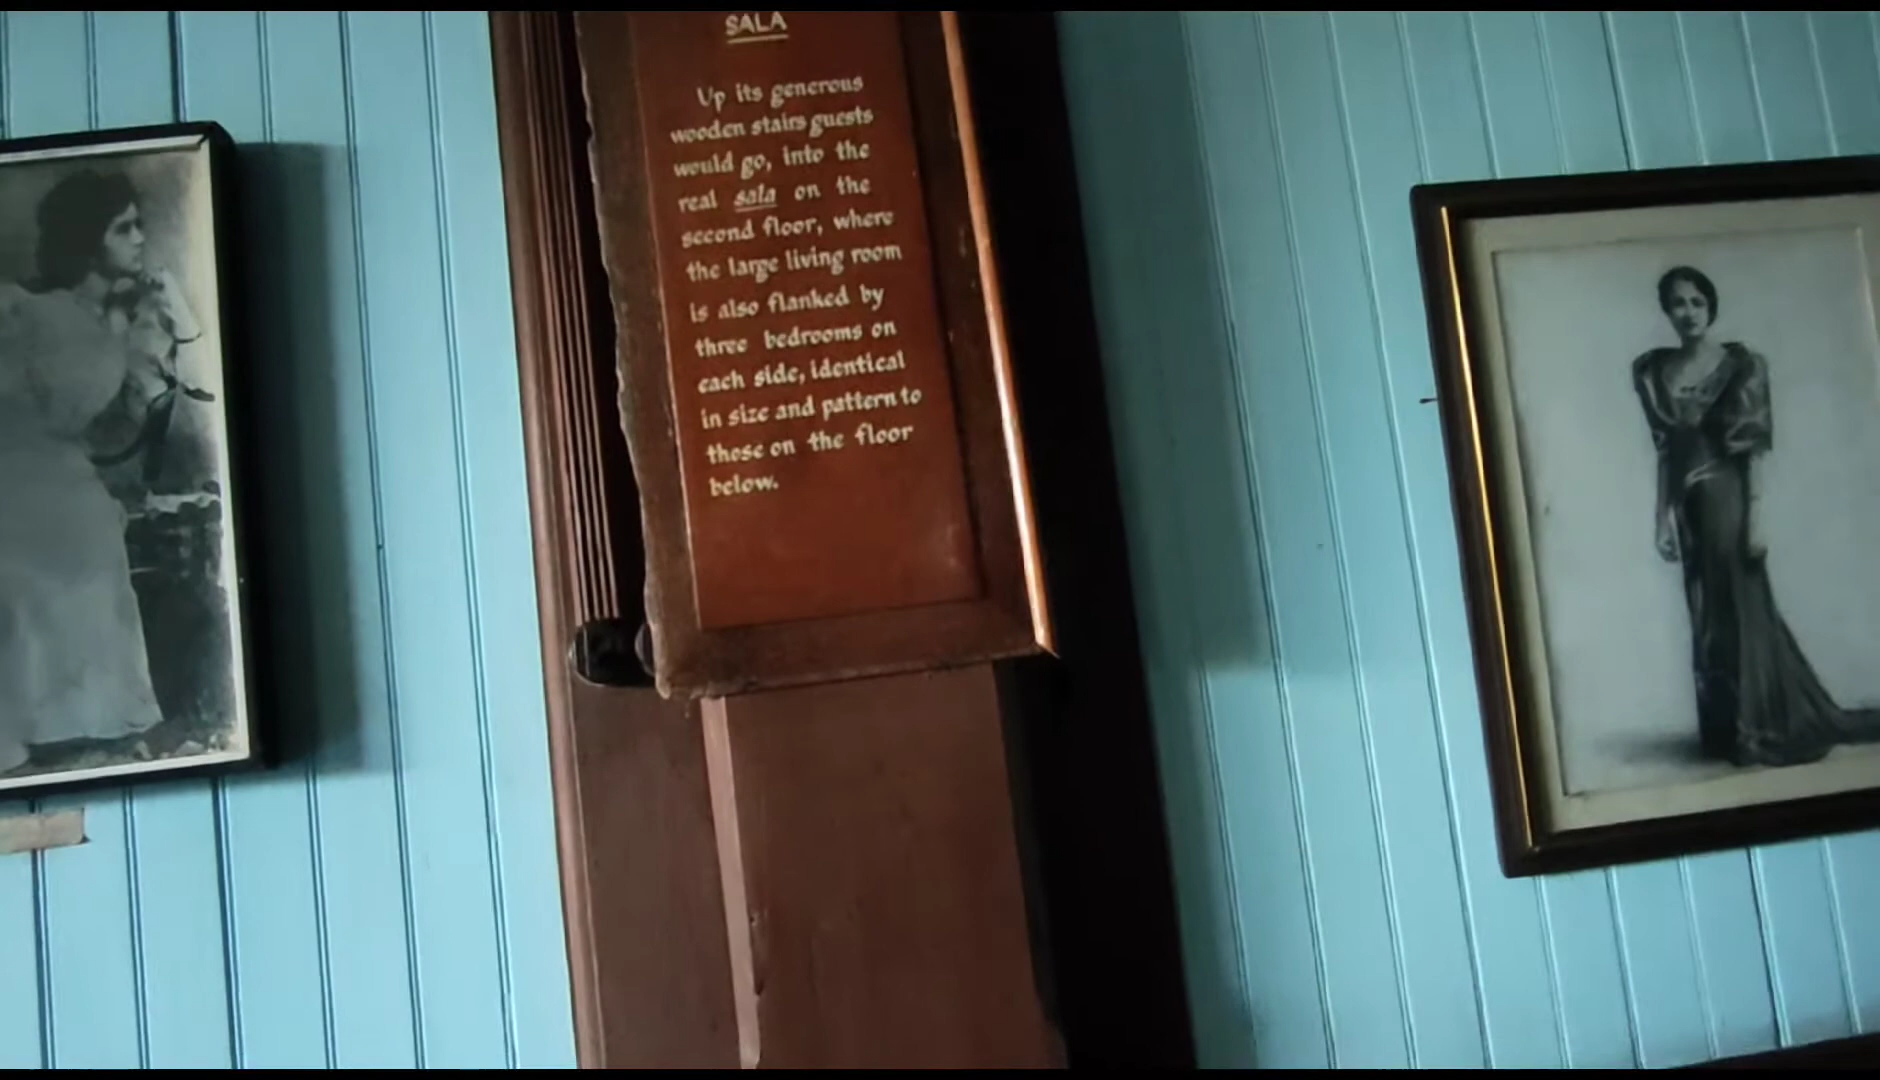 SALA
Up its generous
wooden stairs guests
would go, into the
real sala on the
second floor, where
the large living room
is also flanked by
three bedrooms on
each side, identical
in size and pattern to
those on the floor
below.